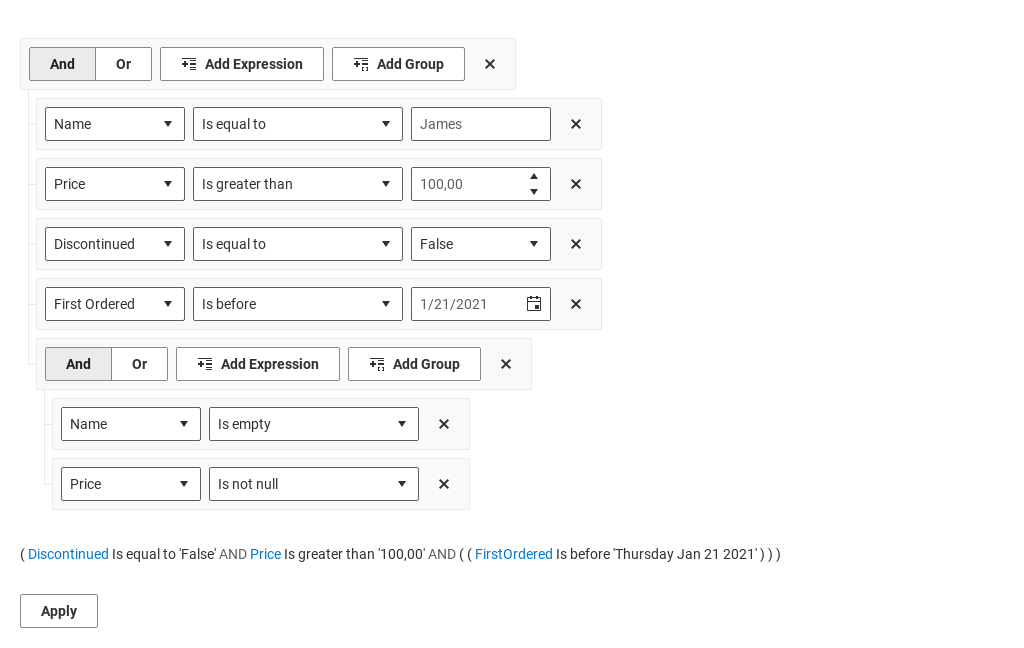 And Or Add Expression Add Group
Name Is equal to James
Price Is greater than 100,00
Discontinued Is equal to False
First Ordered Is before 1/21/2021
And Or Add Expression Add Group
Name Is empty
Price Is not null
( Discontinued Is equal to 'False' AND Price Is greater than '100,00' AND ( ( FirstOrdered Is before 'Thursday Jan 21 2021' ) ) )
Apply